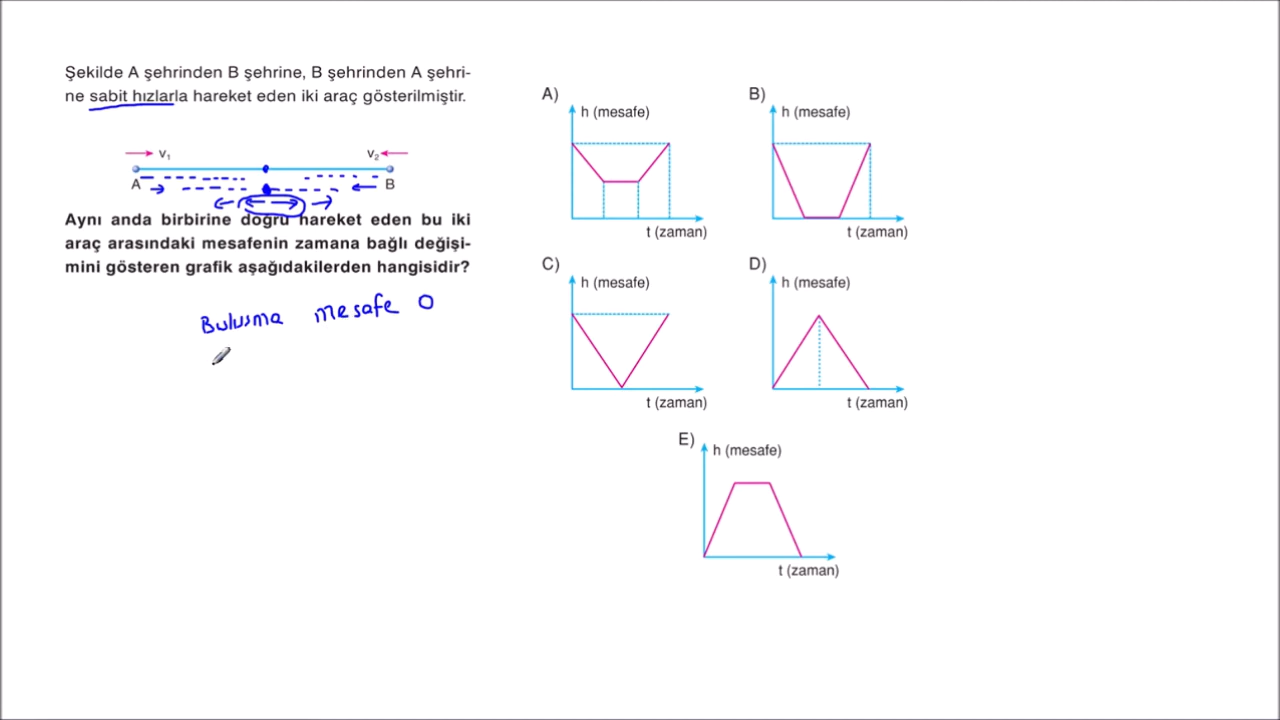 Şekilde A şehrinden B şehrine, B şehrinden A şehri-
ne sabit hızlarla hareket eden iki araç gösterilmiştir.
V1 V2
A B
Aynı anda birbirine doğru hareket eden bu iki
araç arasındaki mesafenin zamana bağlı değişi-
mini gösteren grafik aşağıdakilerden hangisidir?
Buluşma mesafe 0
A)
h (mesafe)
t (zaman)
B)
h (mesafe)
t (zaman)
C)
h (mesafe)
t (zaman)
D)
h (mesafe)
t (zaman)
E)
h (mesafe)
t (zaman)